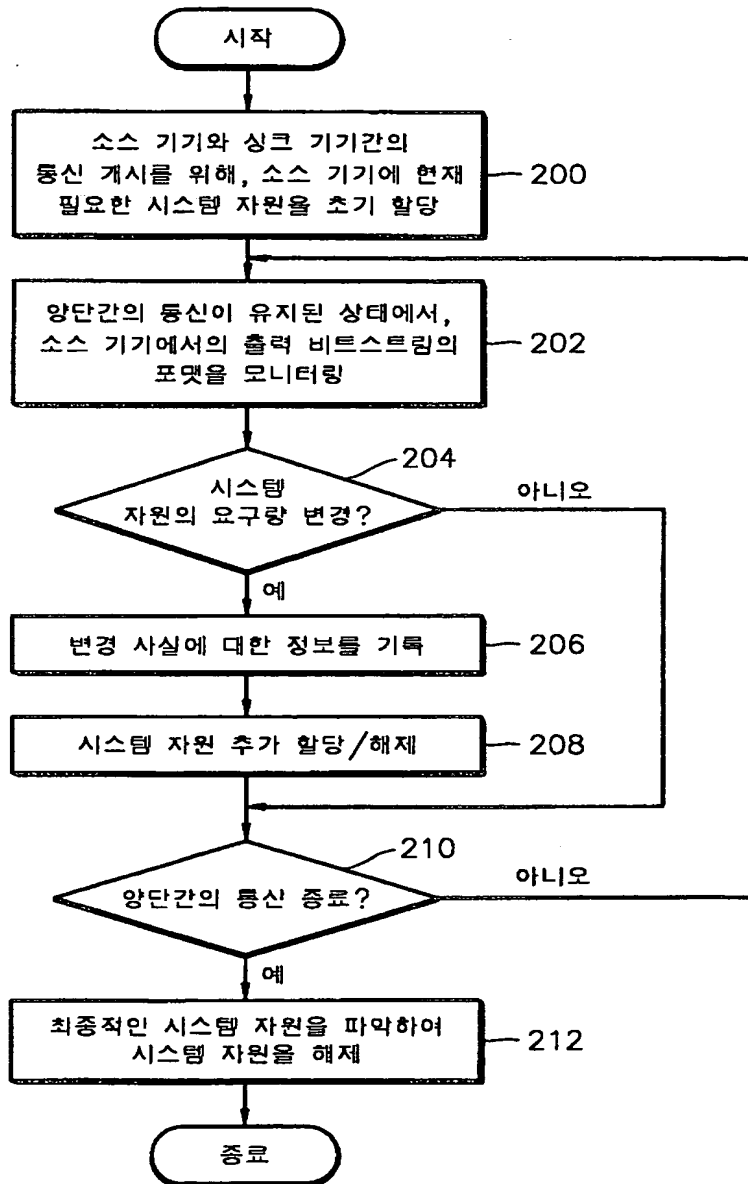 시작
소스 기기와 싱크 기기간의
통신 개시를 위해, 소스 기기에 현재
필요한 시스템 자원을 초기 할당
200
양단간의 통신이 유지된 상태에서,
소스 기기에서의 출력 비트스트림의
포맷을 모니터링
202
204
시스템
자원의 요구량 변경?
아니오
예
변경 사실에 대한 정보를 기록
206
시스템 자원 추가 할당/해제
208
210
양단간의 통신 종료?
아니오
예
최종적인 시스템 자원을 파악하여
시스템 자원을 해제
212
종료